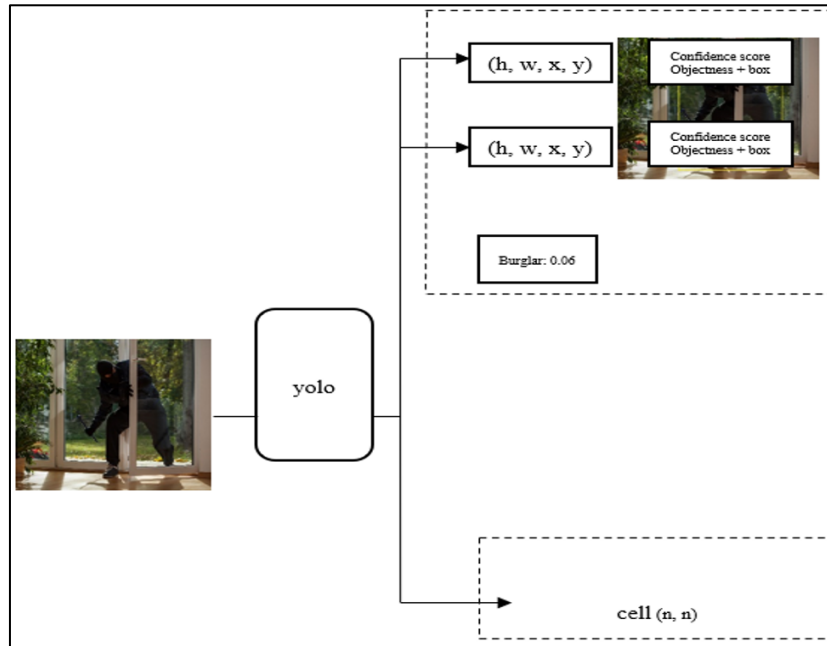 (h, w, x, y)
Confidence score
Objectness + box
(h, w, x, y)
Confidence score
Objectness + box
Burglar: 0.06
yolo
cell (n, n)